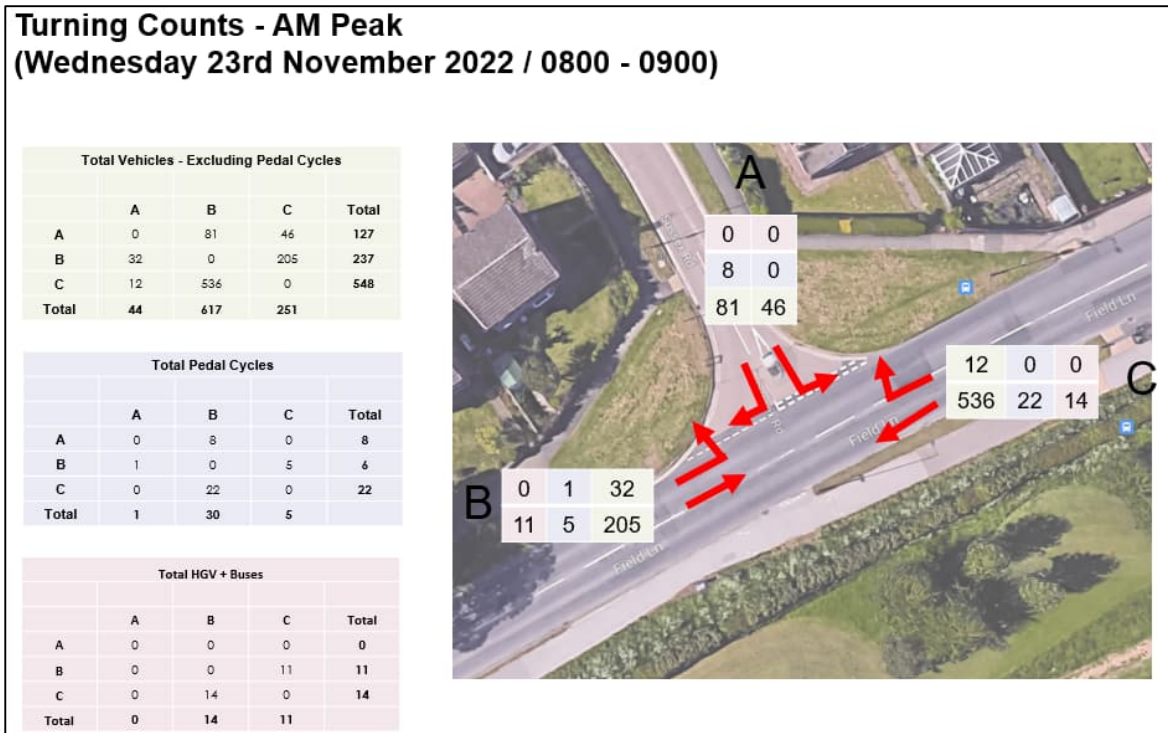 Turning Counts - AM Peak
(Wednesday 23rd November 2022 / 0800 - 0900)
Total Vehicles - Excluding Pedal Cycles
A B C Total
A 0 81 46 127
B 32 0 205 237
C 12 536 0 548
Total 44 617 251
Total Pedal Cycles
A B C Total
A 0 8 0 8
B 1 0 5 6
C 0 22 0 22
Total 1 30 5
Total HGV + Buses
A B C Total
A 0 0 0 0
B 0 0 11 11
C 0 14 0 14
Total 0 14 11
A
0 0
8 0
81 46
Rd
Field Ln
12 0 0
536 22 14
C
Field Ln
Rd
B
0 1 32
11 5 205
Field Ln